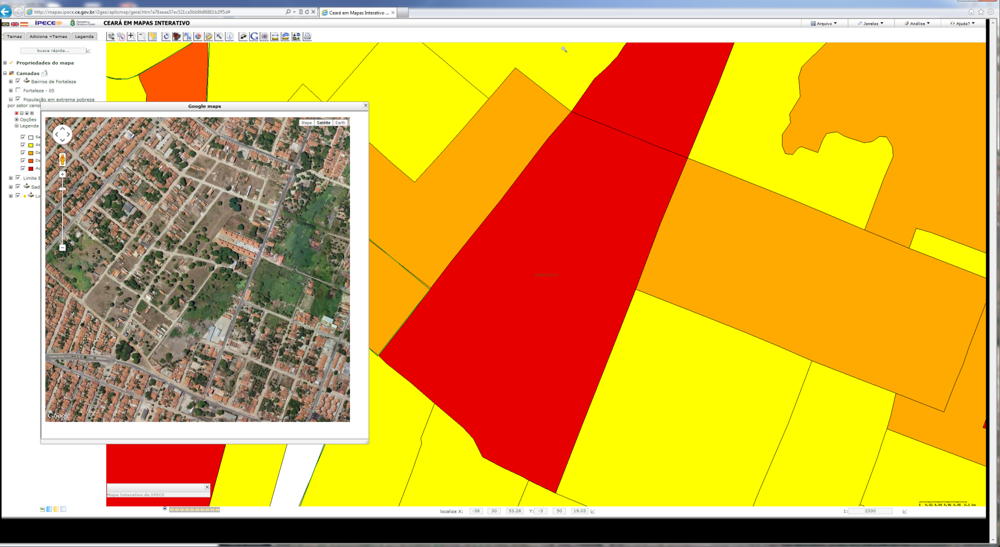 http://mapas.ipece.ce.gov.br/i3geo/aplicmap/geral.htm?a78aeae37ec521ca5bb9b86861b2ff5d#
Ceará em Mapas Interativo ...
IPECE
CEARÁ EM MAPAS INTERATIVO
Arquivo
Janelas
Análise
Ajuda?
Temas
Adiciona +Temas
Legenda
busca rápida...
Propriedades do mapa
Camadas
Bairros de Fortaleza
Fortaleza - 05
População em extrema pobreza
por setor censi
Google maps
Opções
Legenda
Mapa
Satélite
Earth
Se
At
De
De
Ac
Limite E
Sed
Lir
Google
Mapa Interativo do IPECE
localiza X: -38 30 53.28 Y: -3 50 19.03
1: 2330
0 0.02 0.04 0.06 0.08 0.1 km